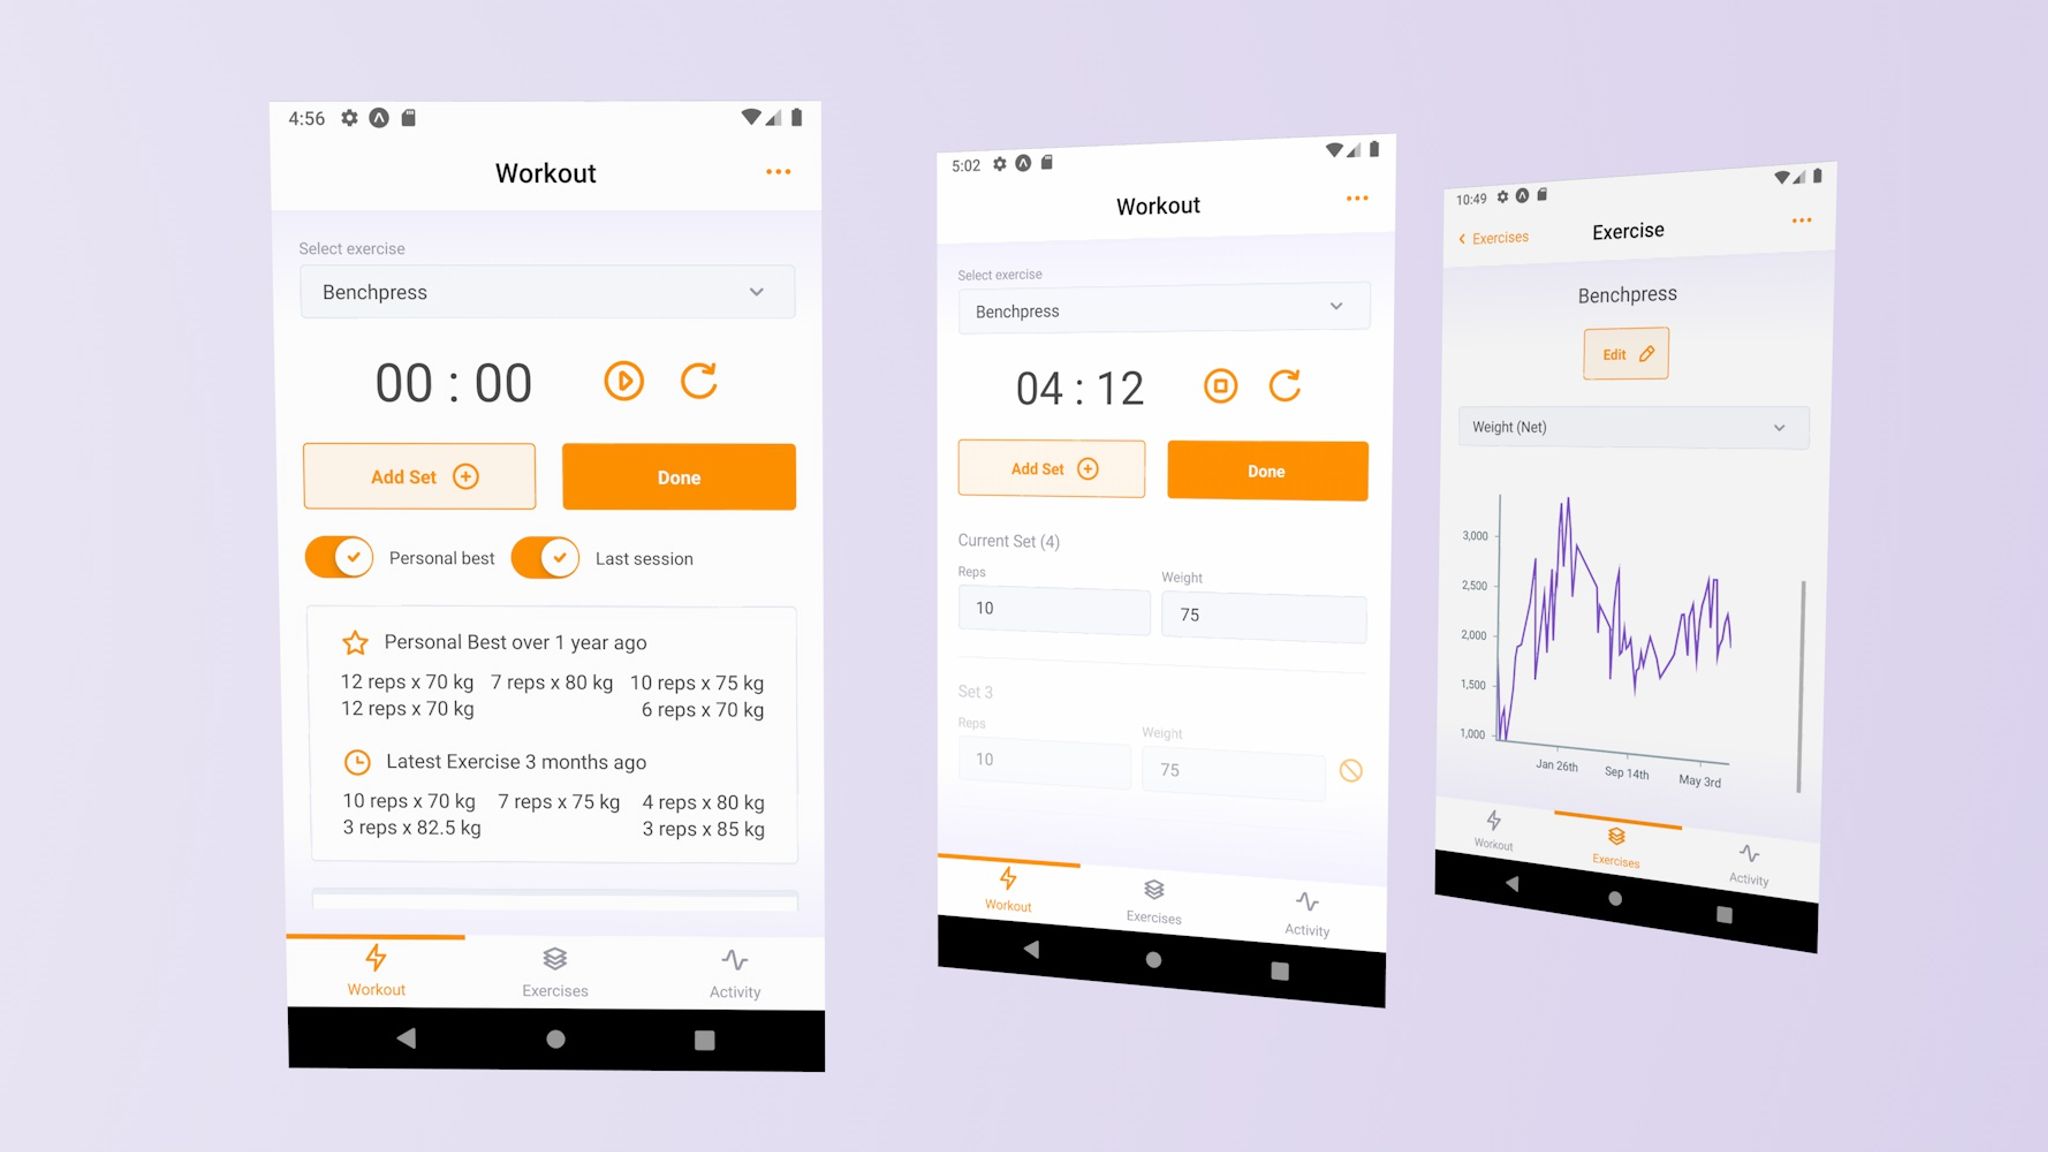 4:56
Workout
Select exercise
Benchpress
00 : 00
Add Set
Done
Personal best
Last session
Personal Best over 1 year ago
12 reps x 70 kg 7 reps x 80 kg 10 reps x 75 kg
12 reps x 70 kg 6 reps x 70 kg
Latest Exercise 3 months ago
10 reps x 70 kg 7 reps x 75 kg 4 reps x 80 kg
3 reps x 82.5 kg 3 reps x 85 kg
Workout Exercises Activity
5:02
Workout
Select exercise
Benchpress
04 : 12
Add Set
Done
Current Set (4)
Reps Weight
10 75
Set 3
Reps Weight
10 75
Workout Exercises Activity
10:49
Exercises Exercise
Benchpress
Edit
Weight (Net)
3,000
2,500
2,000
1,500
1,000
Jan 26th Sep 14th May 3rd
Workout Exercises Activity